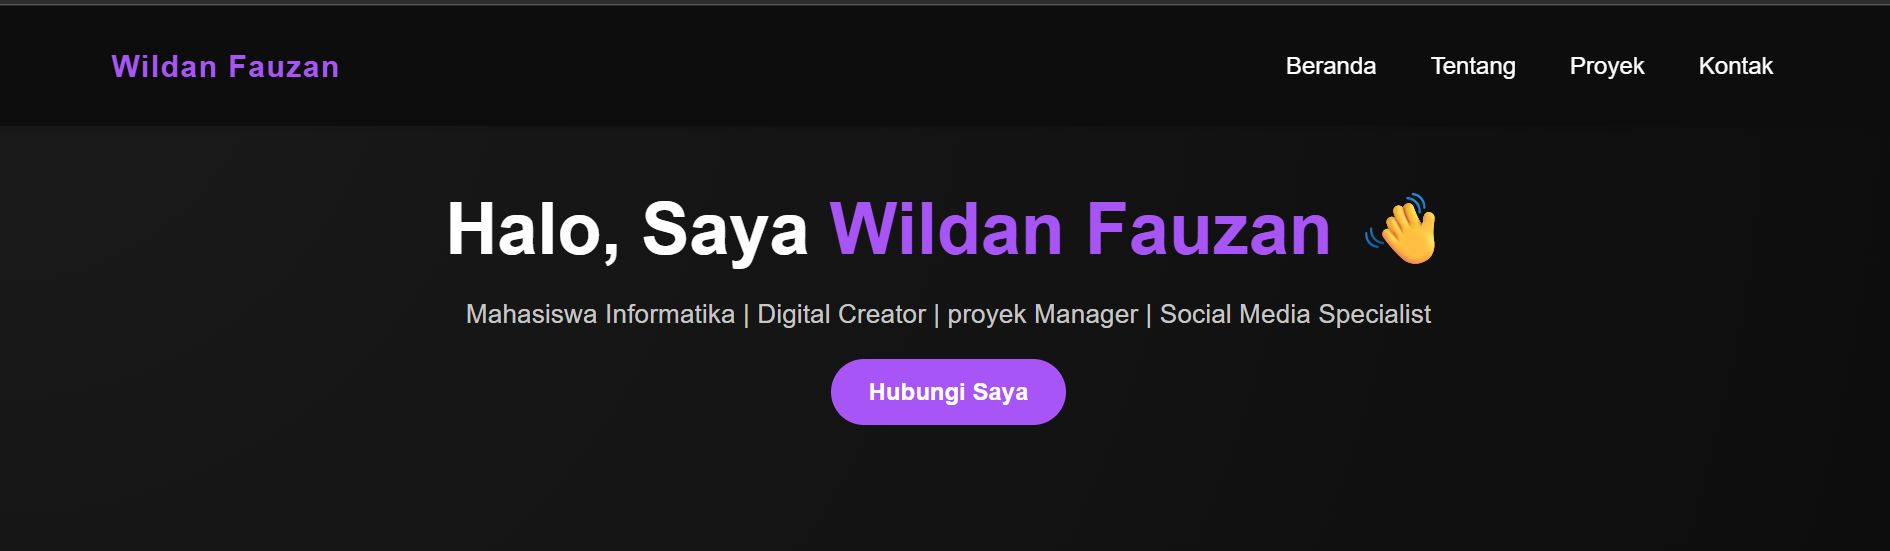 Wildan Fauzan
Beranda Tentang Proyek Kontak
Halo, Saya Wildan Fauzan 👋
Mahasiswa Informatika | Digital Creator | proyek Manager | Social Media Specialist
Hubungi Saya